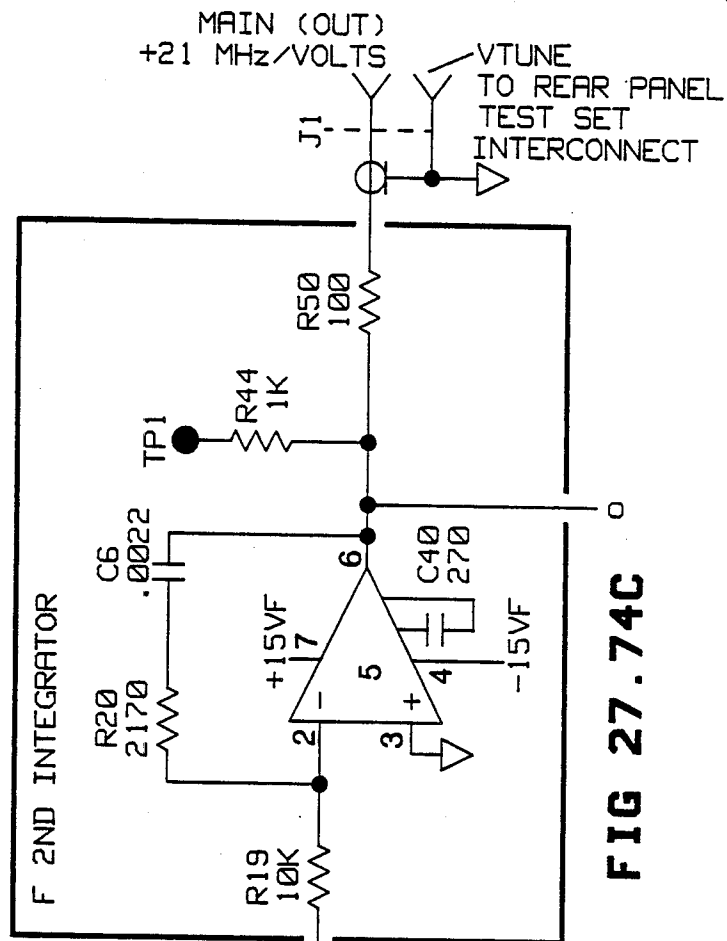 MAIN (OUT)
+21 MHz/VOLTS
VTUNE
TO REAR PANEL
TEST SET
INTERCONNECT
J1
R50
100
R44
1K
TP1
C6
.0022
6
C40
270
+15VF
7
5
4
-15VF
R20
2170
2
-
3
+
R19
10K
F 2ND INTEGRATOR
O
FIG 27.74C